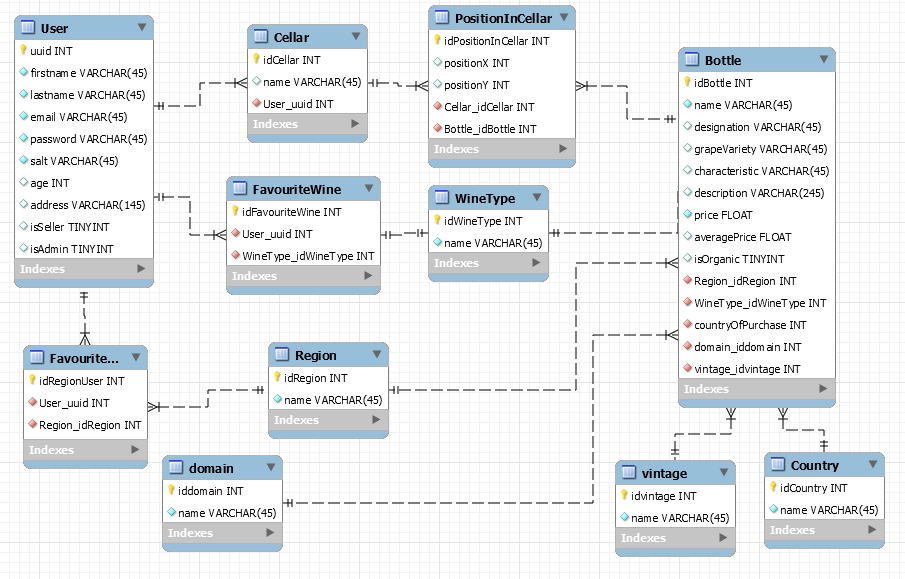 User
uuid INT
firstname VARCHAR(45)
lastname VARCHAR(45)
email VARCHAR(45)
password VARCHAR(45)
salt VARCHAR(45)
age INT
address VARCHAR(145)
isSeller TINYINT
isAdmin TINYINT
Indexes
Cellar
idCellar INT
name VARCHAR(45)
User_uuid INT
Indexes
PositionInCellar
idPositionInCellar INT
positionX INT
positionY INT
Cellar_idCellar INT
Bottle_idBottle INT
Indexes
Bottle
idBottle INT
name VARCHAR(45)
designation VARCHAR(45)
grapeVariety VARCHAR(45)
characteristic VARCHAR(45)
description VARCHAR(245)
price FLOAT
averagePrice FLOAT
isOrganic TINYINT
Region_idRegion INT
WineType_idWineType INT
countryOfPurchase INT
domain_iddomain INT
vintage_idvintage INT
Indexes
FavouriteWine
idFavouriteWine INT
User_uuid INT
WineType_idWineType INT
Indexes
WineType
idWineType INT
name VARCHAR(45)
Indexes
Favourite...
idRegionUser INT
User_uuid INT
Region_idRegion INT
Indexes
Region
idRegion INT
name VARCHAR(45)
Indexes
domain
iddomain INT
name VARCHAR(45)
Indexes
vintage
idvintage INT
name VARCHAR(45)
Indexes
Country
idCountry INT
name VARCHAR(45)
Indexes